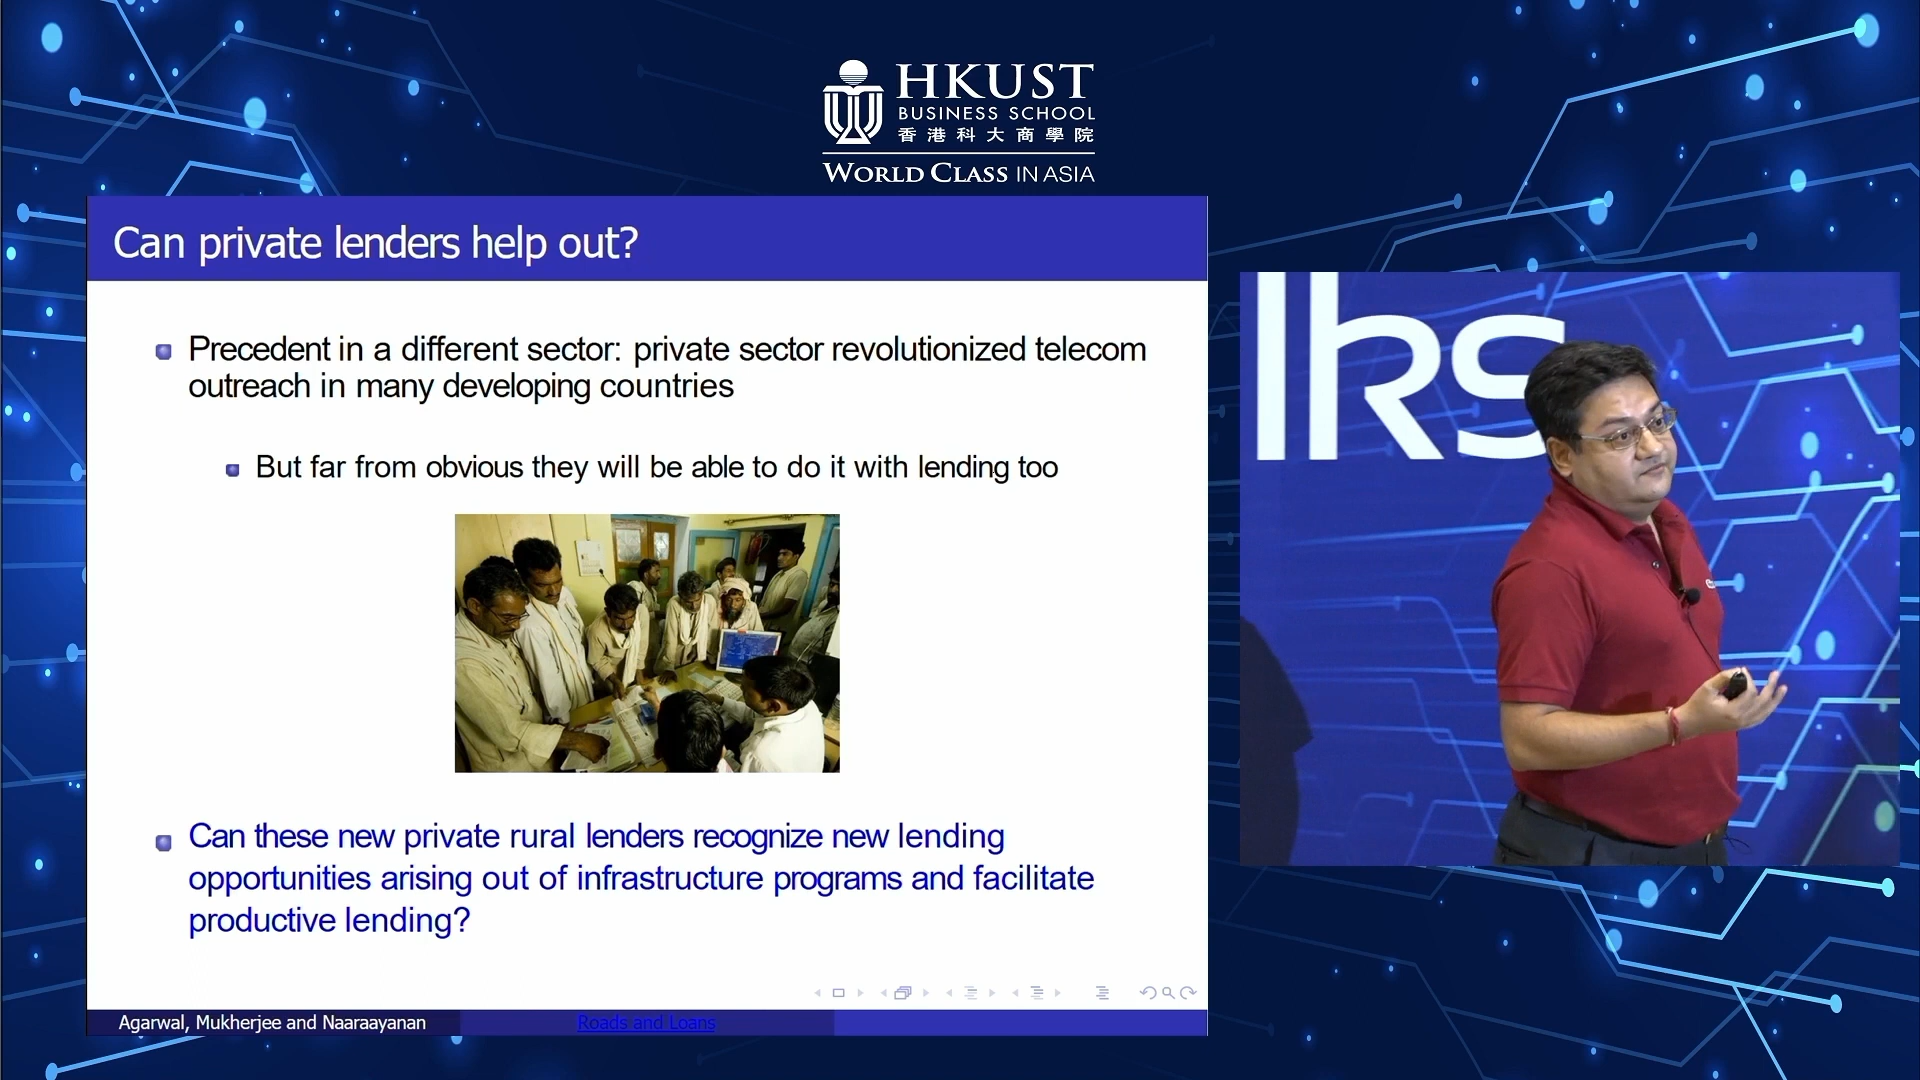 HKUST
BUSINESS SCHOOL
香港科大商學院
WORLD CLASS IN ASIA
Can private lenders help out?
Precedent in a different sector: private sector revolutionized telecom
outreach in many developing countries
But far from obvious they will be able to do it with lending too
Can these new private rural lenders recognize new lending
opportunities arising out of infrastructure programs and facilitate
productive lending?
Agarwal, Mukherjee and Naaraayanan
Roads and Loans